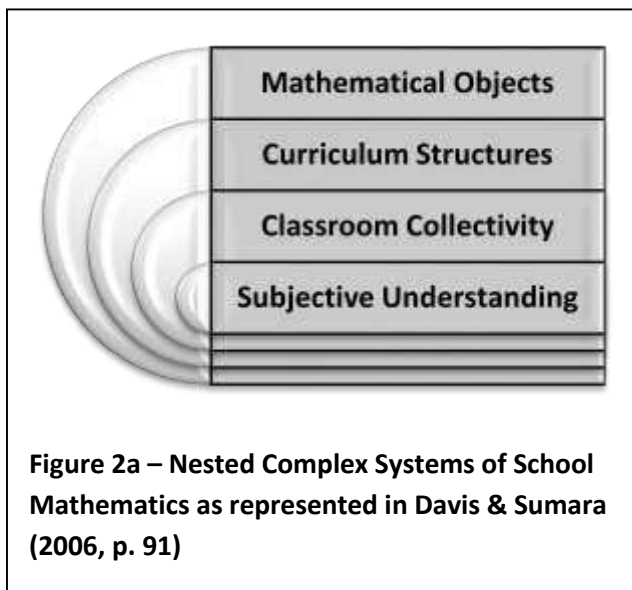 Mathematical Objects
Curriculum Structures
Classroom Collectivity
Subjective Understanding
Figure 2a – Nested Complex Systems of School
Mathematics as represented in Davis & Sumara
(2006, p. 91)